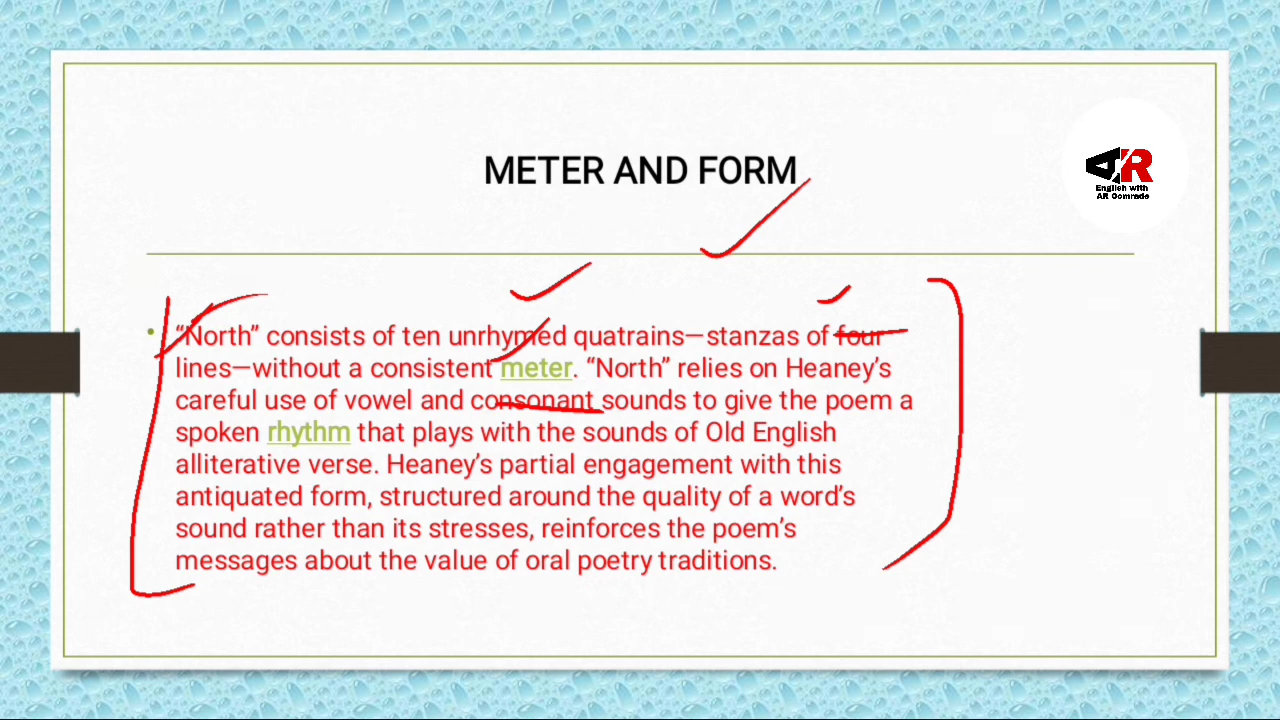 METER AND FORM
AR
English with
AR Comrade
• “North” consists of ten unrhymed quatrains—stanzas of four
lines—without a consistent meter. “North” relies on Heaney’s
careful use of vowel and consonant sounds to give the poem a
spoken rhythm that plays with the sounds of Old English
alliterative verse. Heaney’s partial engagement with this
antiquated form, structured around the quality of a word’s
sound rather than its stresses, reinforces the poem’s
messages about the value of oral poetry traditions.